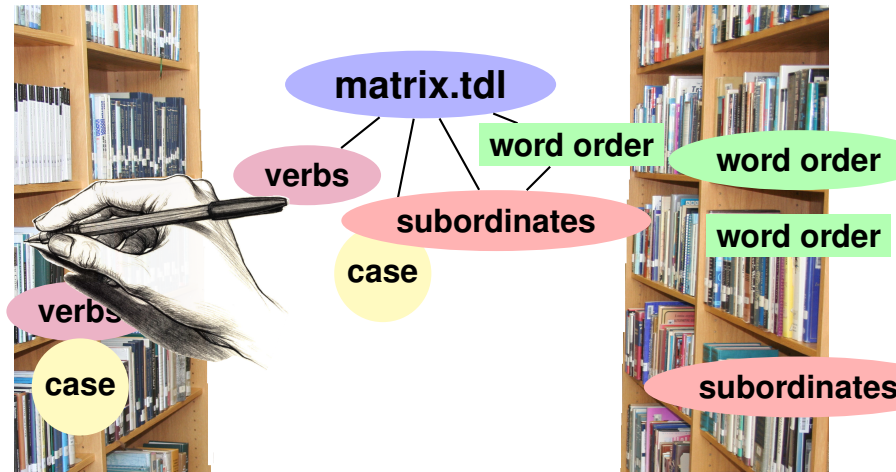 matrix.tdl
word order
word order
verbs
subordinates
word order
case
verbs
case
subordinates